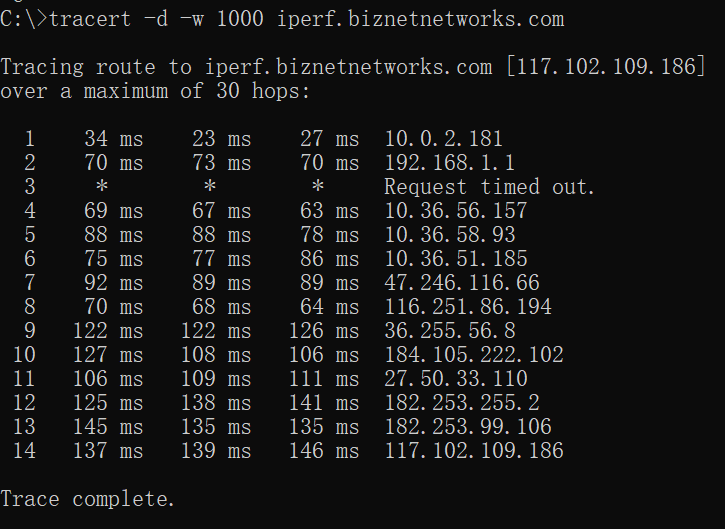 C:\>tracert -d -w 1000 iperf.biznetnetworks.com
Tracing route to iperf.biznetnetworks.com [117.102.109.186]
over a maximum of 30 hops:
1 34 ms 23 ms 27 ms 10.0.2.181
2 70 ms 73 ms 70 ms 192.168.1.1
3 * * * Request timed out.
4 69 ms 67 ms 63 ms 10.36.56.157
5 88 ms 88 ms 78 ms 10.36.58.93
6 75 ms 77 ms 86 ms 10.36.51.185
7 92 ms 89 ms 89 ms 47.246.116.66
8 70 ms 68 ms 64 ms 116.251.86.194
9 122 ms 122 ms 126 ms 36.255.56.8
10 127 ms 108 ms 106 ms 184.105.222.102
11 106 ms 109 ms 111 ms 27.50.33.110
12 125 ms 138 ms 141 ms 182.253.255.2
13 145 ms 135 ms 135 ms 182.253.99.106
14 137 ms 139 ms 146 ms 117.102.109.186
Trace complete.